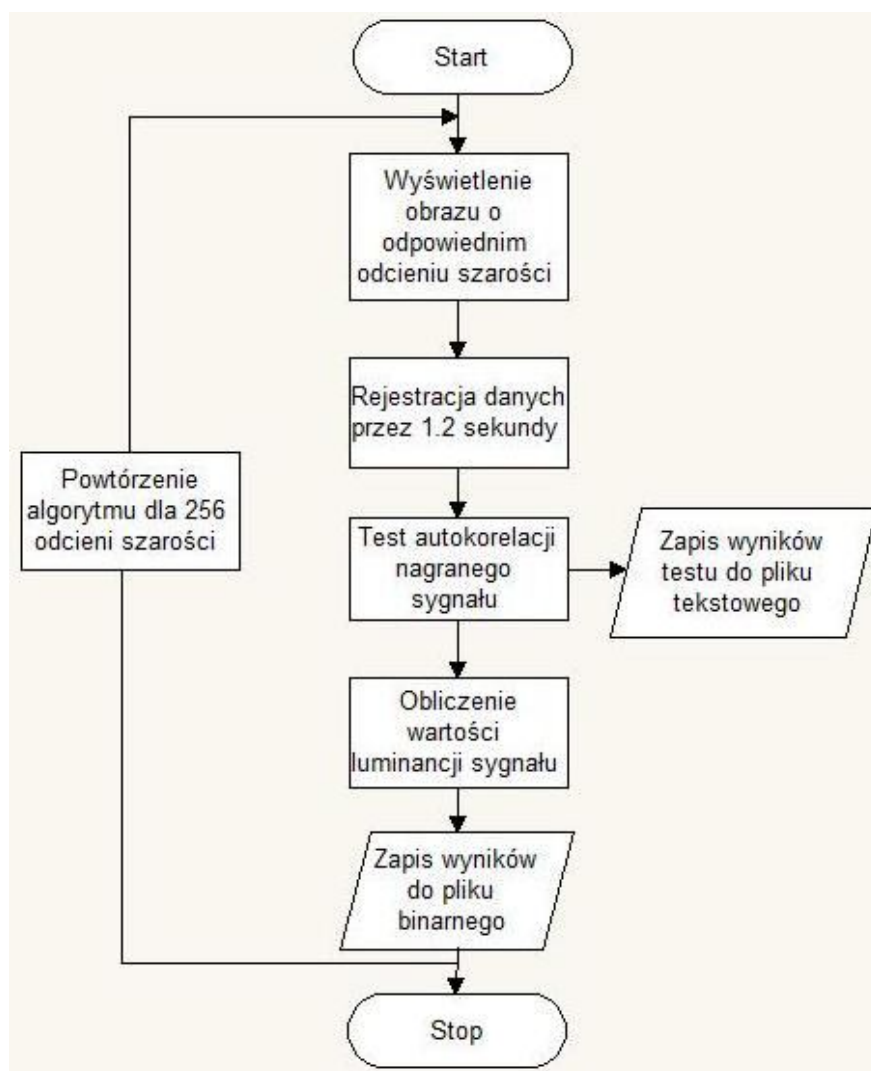 Start
Wyświetlenie
obrazu o
odpowiednim
odcieniu szarości
Rejestracja danych
przez 1.2 sekundy
Powtórzenie
algorytmu dla 256
odcieni szarości
Test autokorelacji
nagranego
sygnału
Zapis wyników
testu do pliku
tekstowego
Obliczenie
wartości
luminancji sygnału
Zapis wyników
do pliku
binarnego
Stop